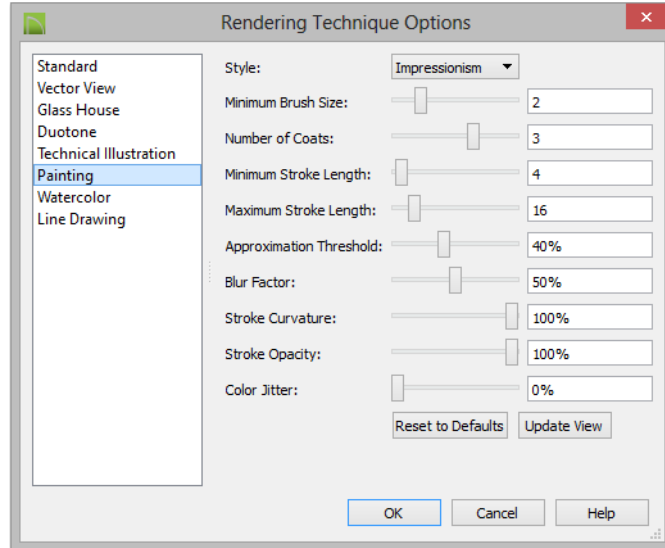 Rendering Technique Options
Standard
Vector View
Glass House
Duotone
Technical Illustration
Painting
Watercolor
Line Drawing
Style: Impressionism
Minimum Brush Size: 2
Number of Coats: 3
Minimum Stroke Length: 4
Maximum Stroke Length: 16
Approximation Threshold: 40%
Blur Factor: 50%
Stroke Curvature: 100%
Stroke Opacity: 100%
Color Jitter: 0%
Reset to Defaults Update View
OK Cancel Help